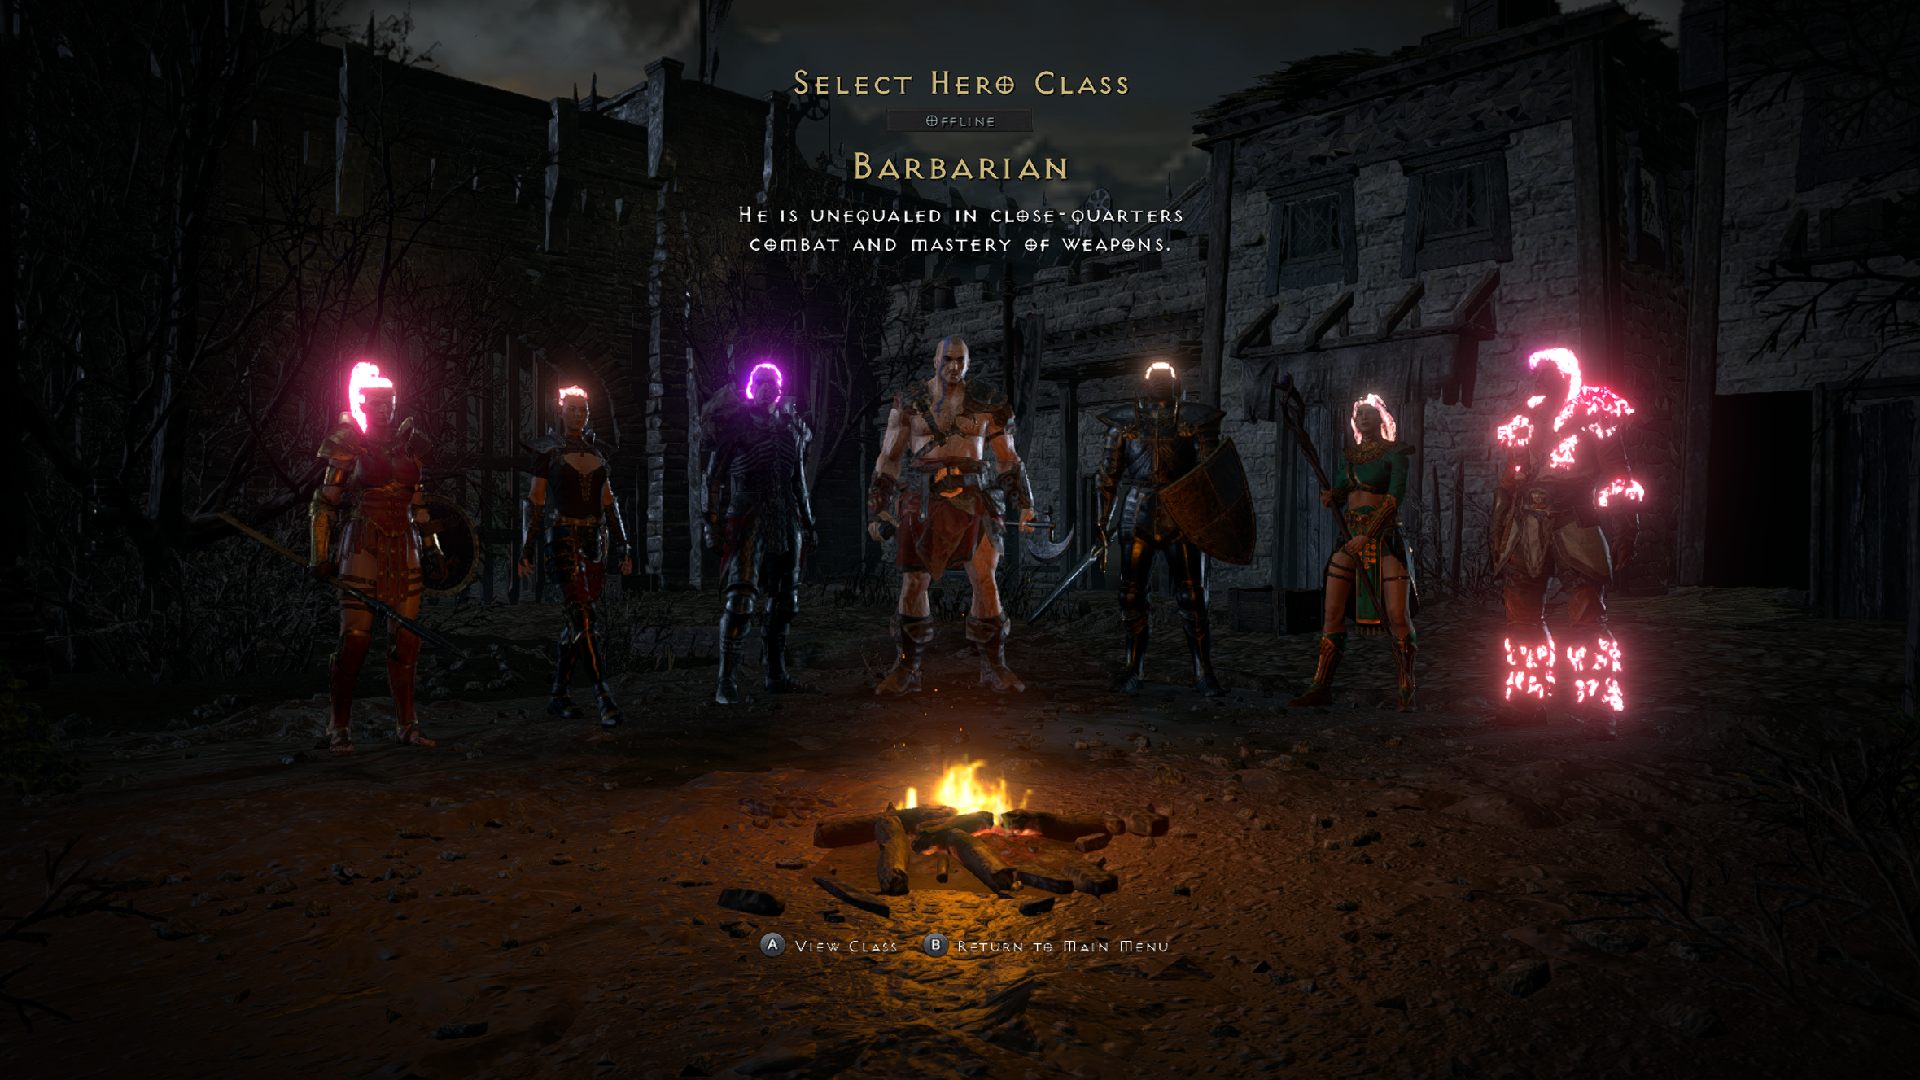 Select Hero Class
Offline
Barbarian
He is unequaled in close-quarters
combat and mastery of weapons.
A View Class B Return to Main Menu